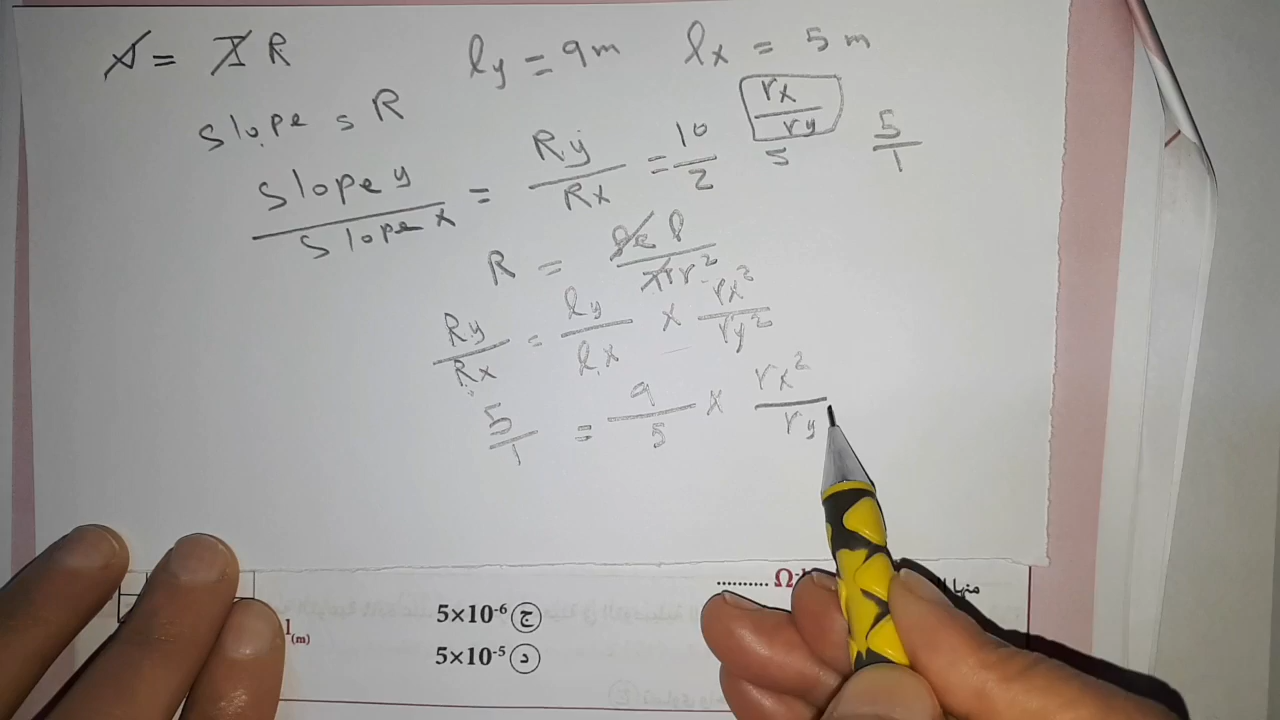 V = I R
ly = 9m lx = 5 m
slope s R
slope y / slope x = Ry / Rx = 10 / 2
rx / ry
5
5 / 1
R = ρe l / π r²
Ry / Rx = ly / lx × rx² / ry²
5 / 1 = 9 / 5 × rx² / ry
منها
Ω
..........
l(m)
5×10-6 ج
5×10-5 د